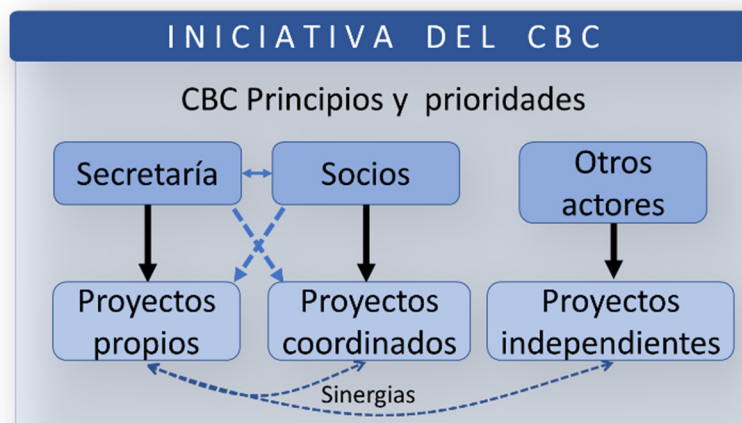 INICIATIVA DEL CBC
CBC Principios y prioridades
Secretaría
Socios
Otros
actores
Proyectos
propios
Proyectos
coordinados
Proyectos
independientes
Sinergias